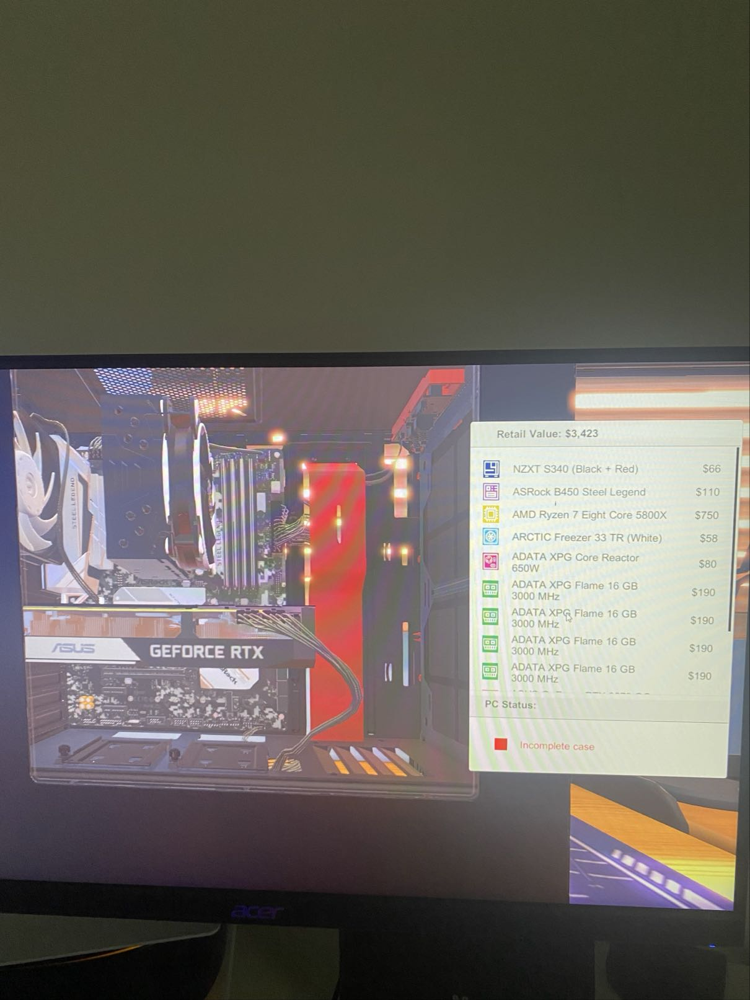 Retail Value: $3,423
NZXT S340 (Black + Red) $66
ASRock B450 Steel Legend $110
AMD Ryzen 7 Eight Core 5800X $750
ARCTIC Freezer 33 TR (White) $58
ADATA XPG Core Reactor
650W $80
ADATA XPG Flame 16 GB
3000 MHz $190
ADATA XPG Flame 16 GB
3000 MHz $190
ADATA XPG Flame 16 GB
3000 MHz $190
ADATA XPG Flame 16 GB
3000 MHz $190
PC Status:
Incomplete case
STEEL LEGEND
STEEL LEGEND
ASUS GEFORCE RTX
acer